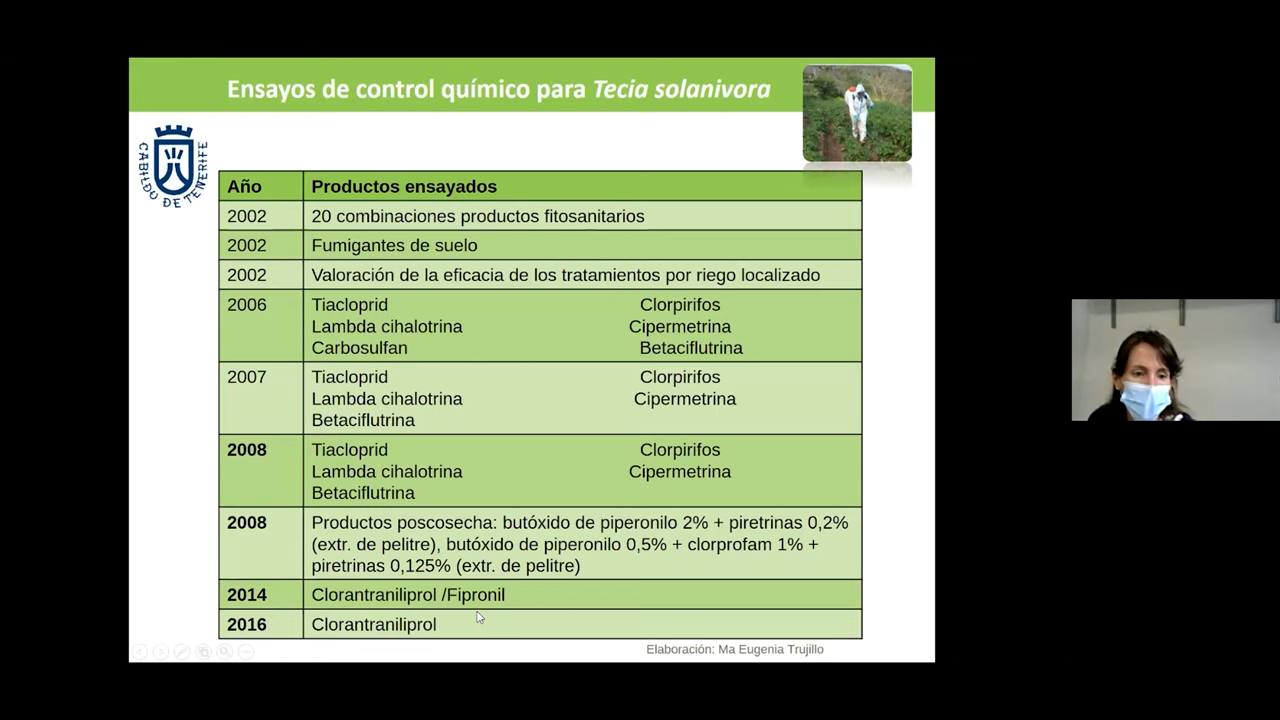 Ensayos de control químico para Tecia solanivora
CABILDO DE TENERIFE
Año Productos ensayados
2002 20 combinaciones productos fitosanitarios
2002 Fumigantes de suelo
2002 Valoración de la eficacia de los tratamientos por riego localizado
2006 Tiacloprid Clorpirifos
Lambda cihalotrina Cipermetrina
Carbosulfan Betaciflutrina
2007 Tiacloprid Clorpirifos
Lambda cihalotrina Cipermetrina
Betaciflutrina
2008 Tiacloprid Clorpirifos
Lambda cihalotrina Cipermetrina
Betaciflutrina
2008 Productos poscosecha: butóxido de piperonilo 2% + piretrinas 0,2%
(extr. de pelitre), butóxido de piperonilo 0,5% + clorprofam 1% +
piretrinas 0,125% (extr. de pelitre)
2014 Clorantraniliprol /Fipronil
2016 Clorantraniliprol
Elaboración: Ma Eugenia Trujillo